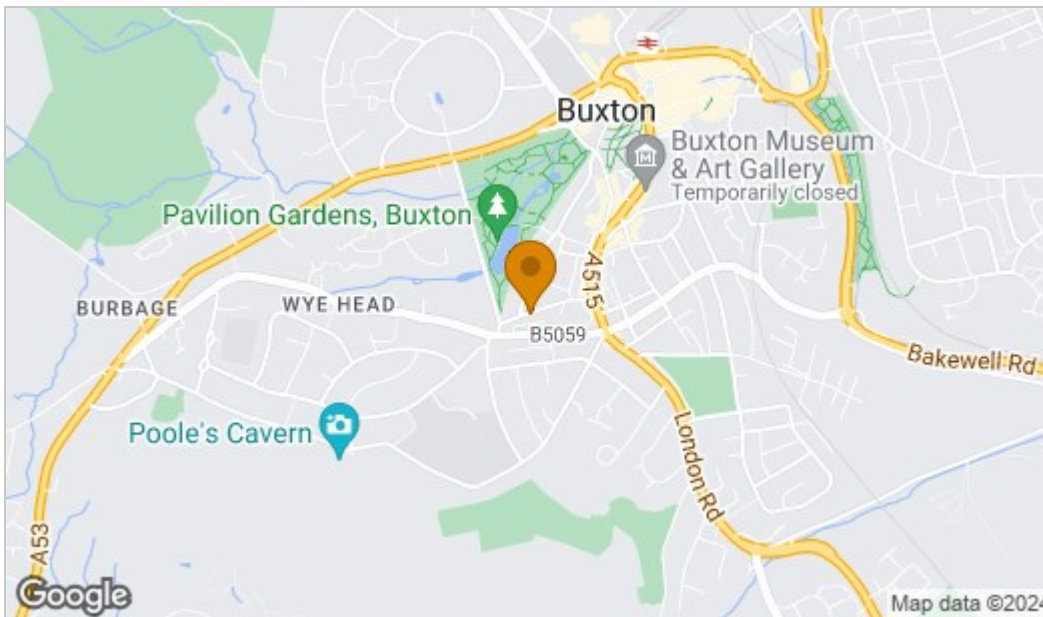 Buxton
Buxton Museum
& Art Gallery
Temporarily closed
Pavilion Gardens, Buxton
A515
BURBAGE
WYE HEAD
B5059
Bakewell Rd
Poole's Cavern
London Rd
A53
Google
Map data ©2024